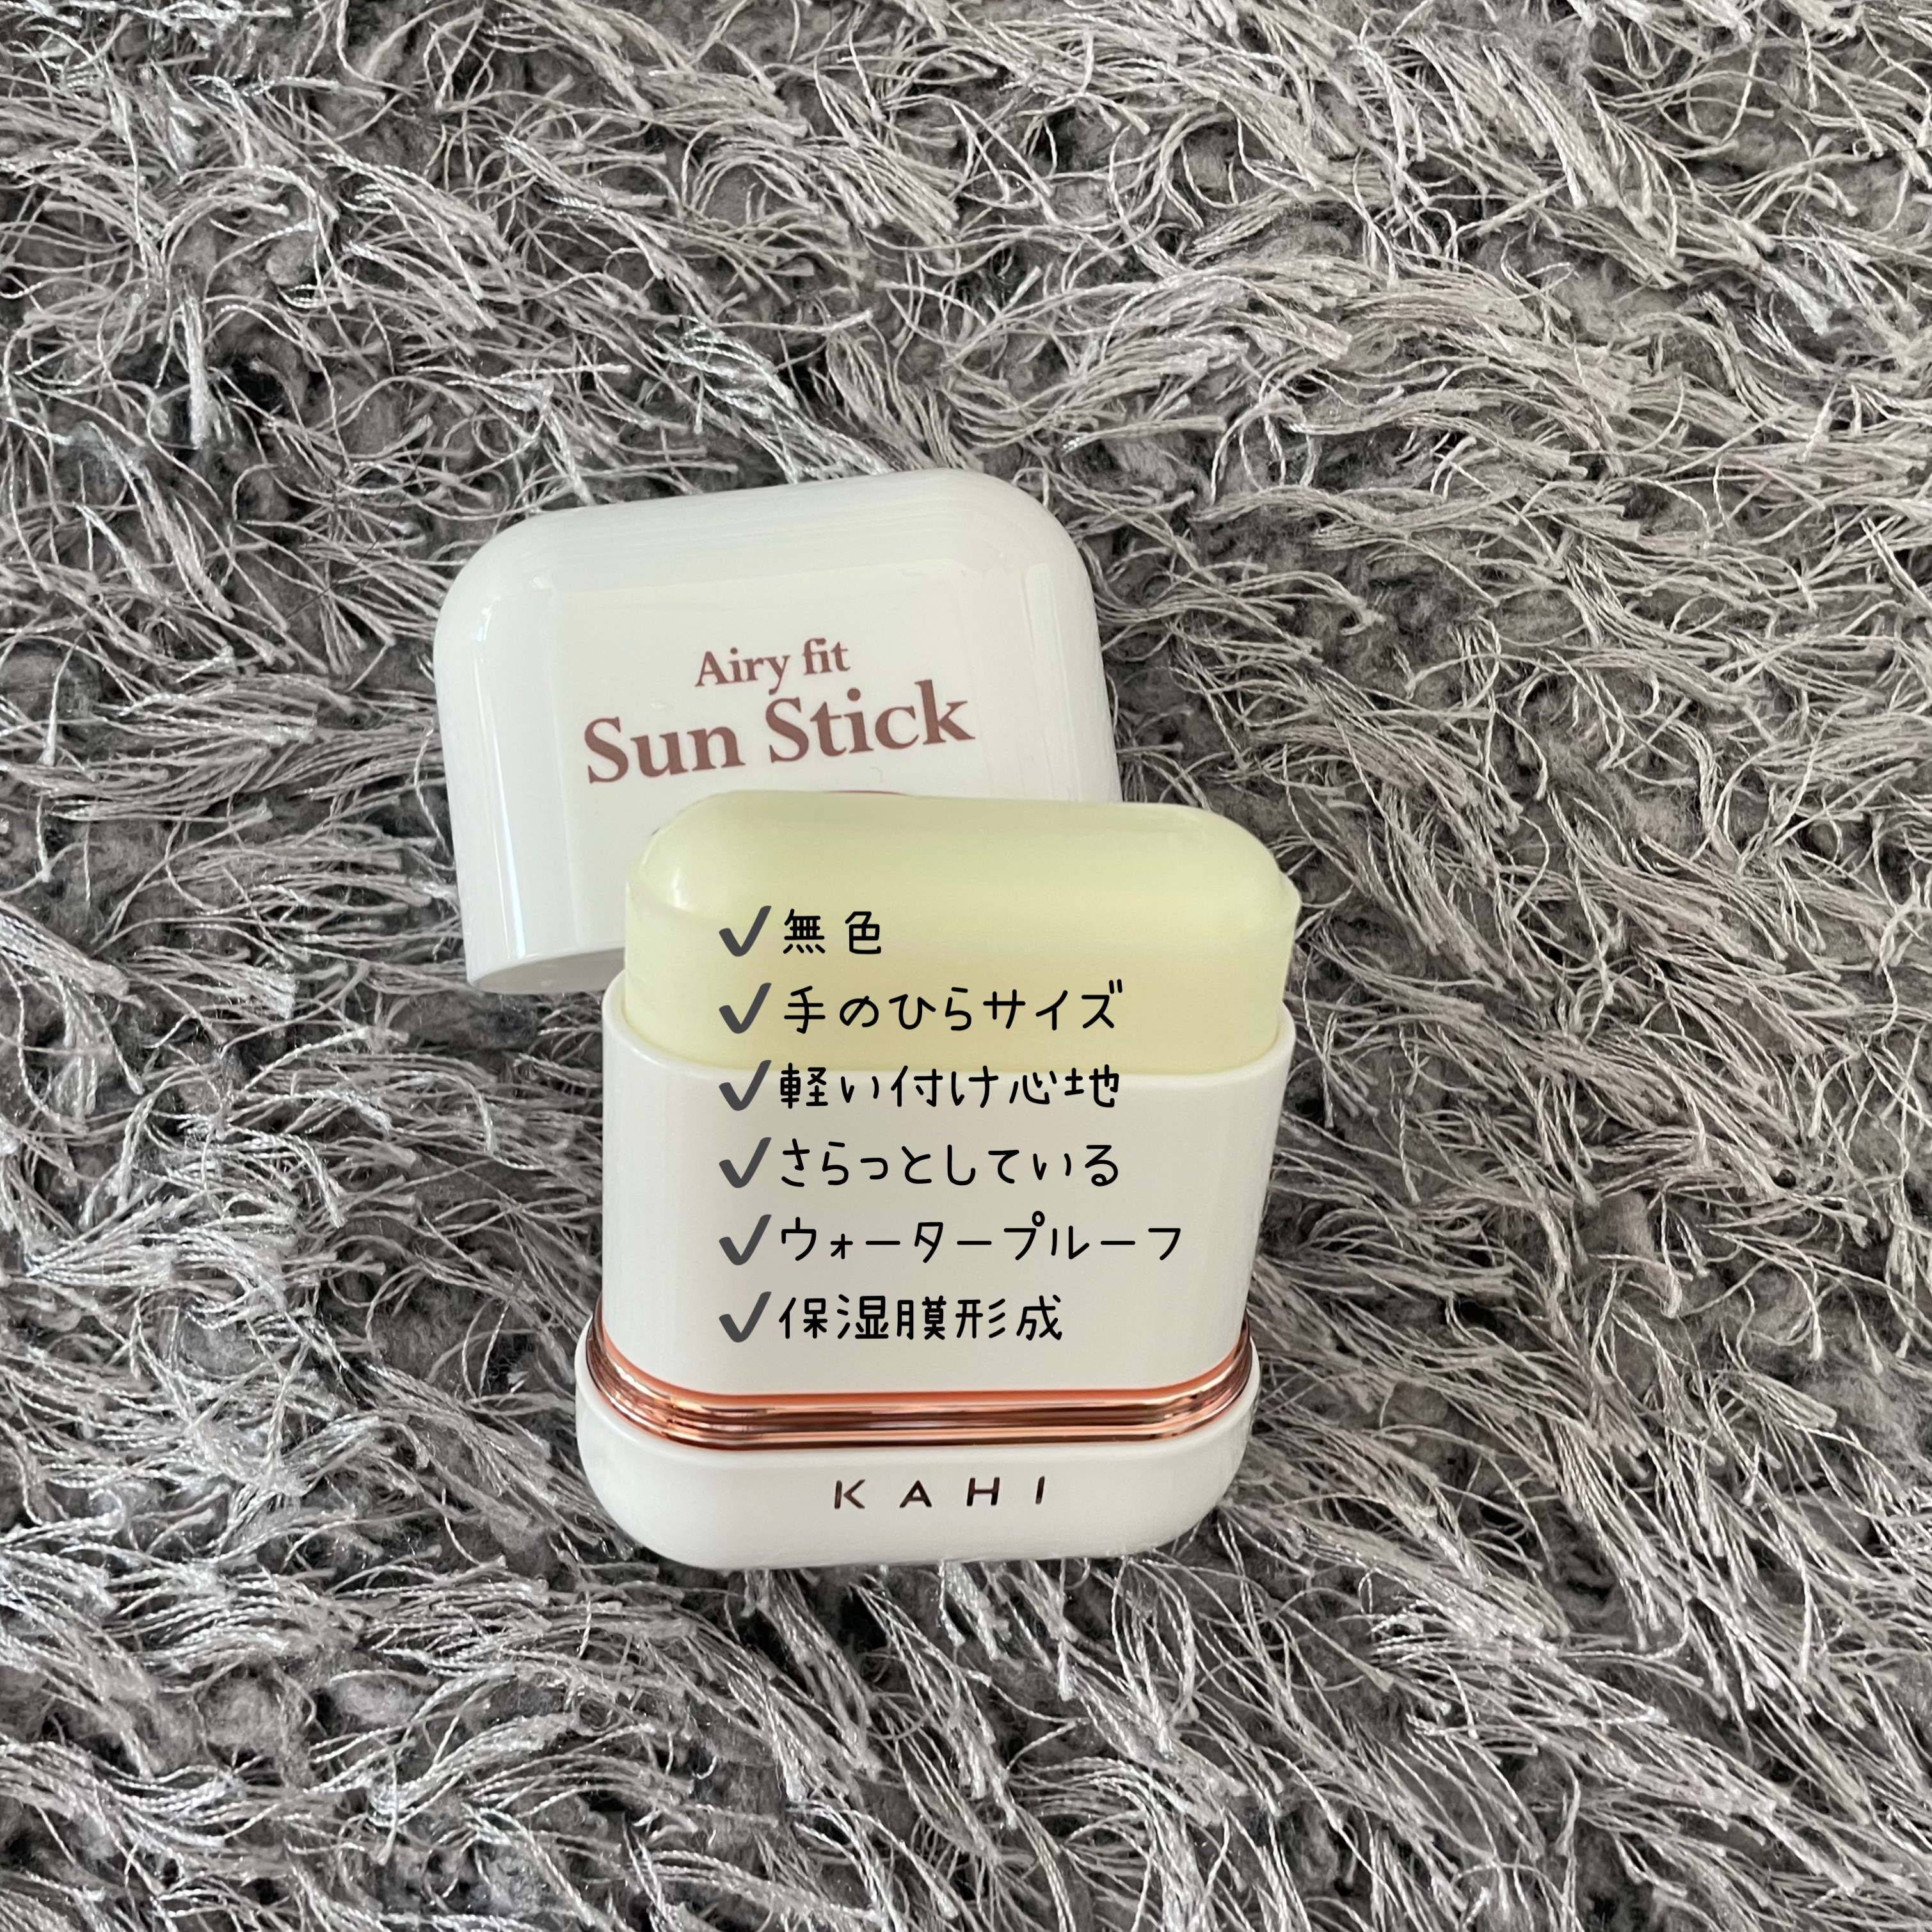 Airy fit
Sun Stick
✔無色
✔手のひらサイズ
✔軽い付け心地
✔さらっとしている
✔ウォータープルーフ
✔保湿膜形成
KAHI